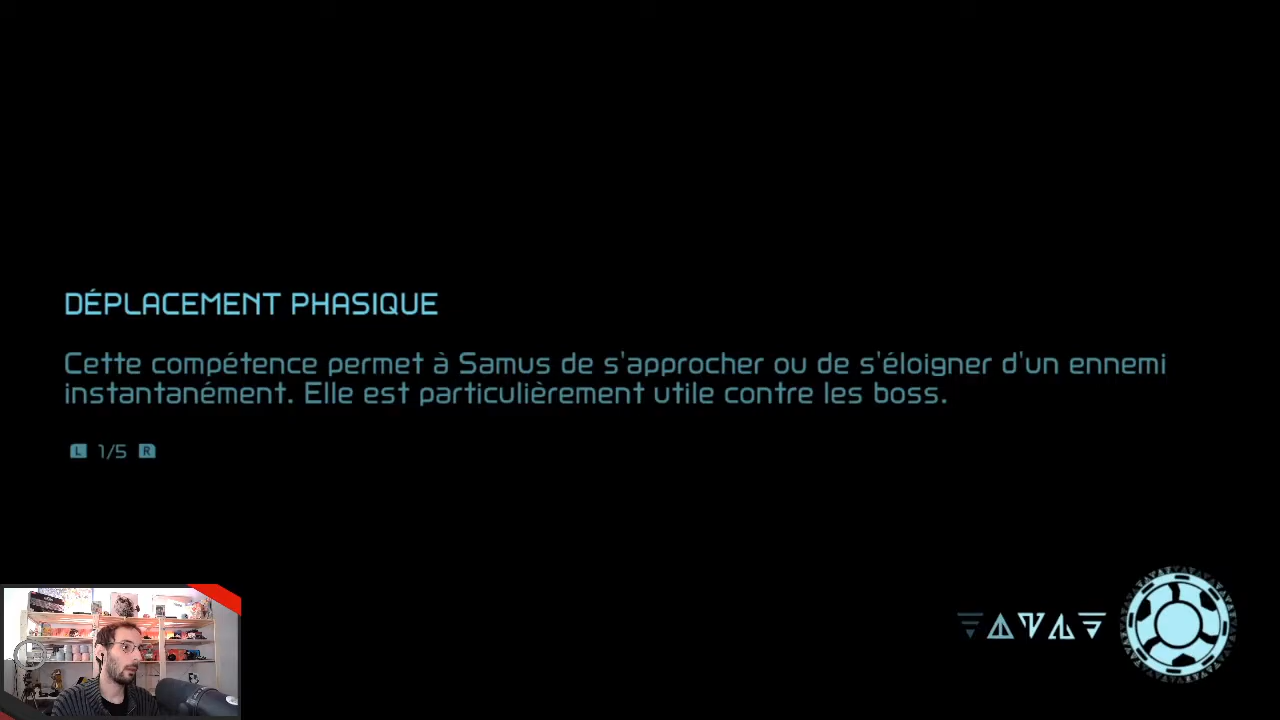 DÉPLACEMENT PHASIQUE
Cette compétence permet à Samus de s'approcher ou de s'éloigner d'un ennemi
instantanément. Elle est particulièrement utile contre les boss.
L 1/5 R